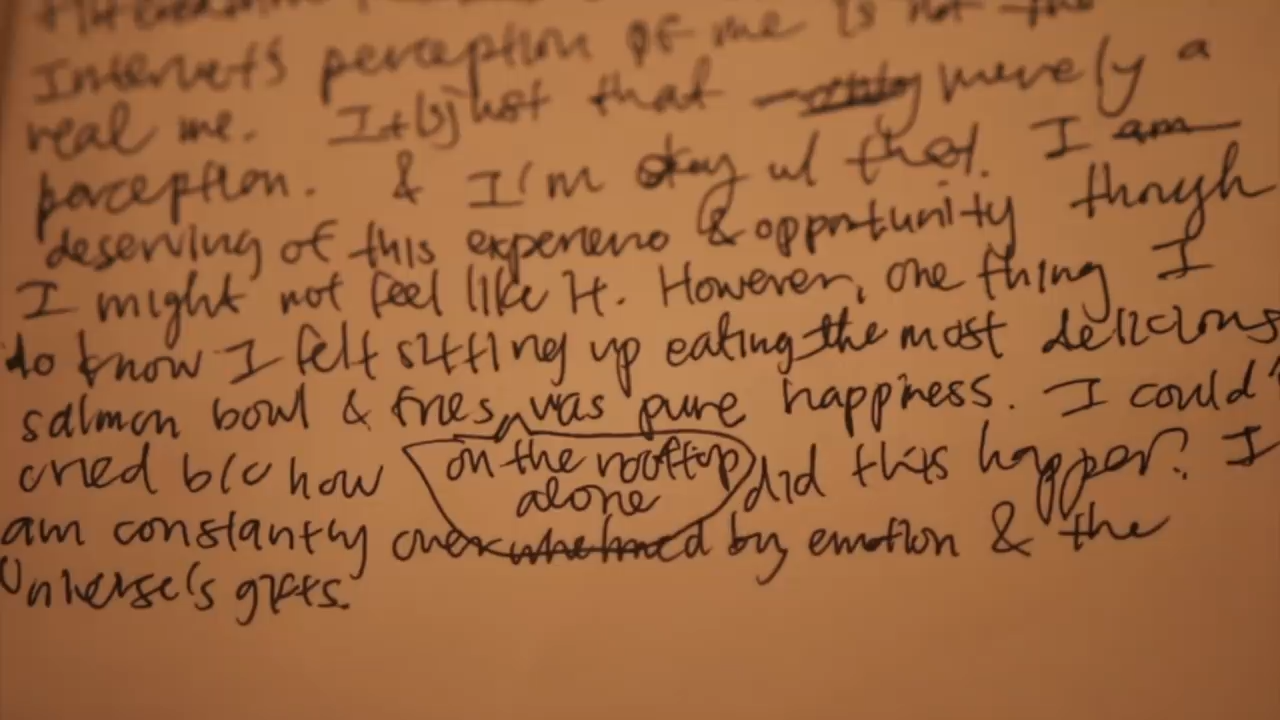 Internet's perception of me is not the
real me. It [is] just that merely a
perception. & I'm okay w/ that. I am
deserving of this experience & opportunity though
I might not feel like it. However, one thing I
do know I felt sitting up eating the most delicious
salmon bowl & fries, ^ was pure happiness. I could've
cried b/c how on the rooftop did this happen? I
alone
am constantly overwhelmed by emotion & the
Universe's gifts.